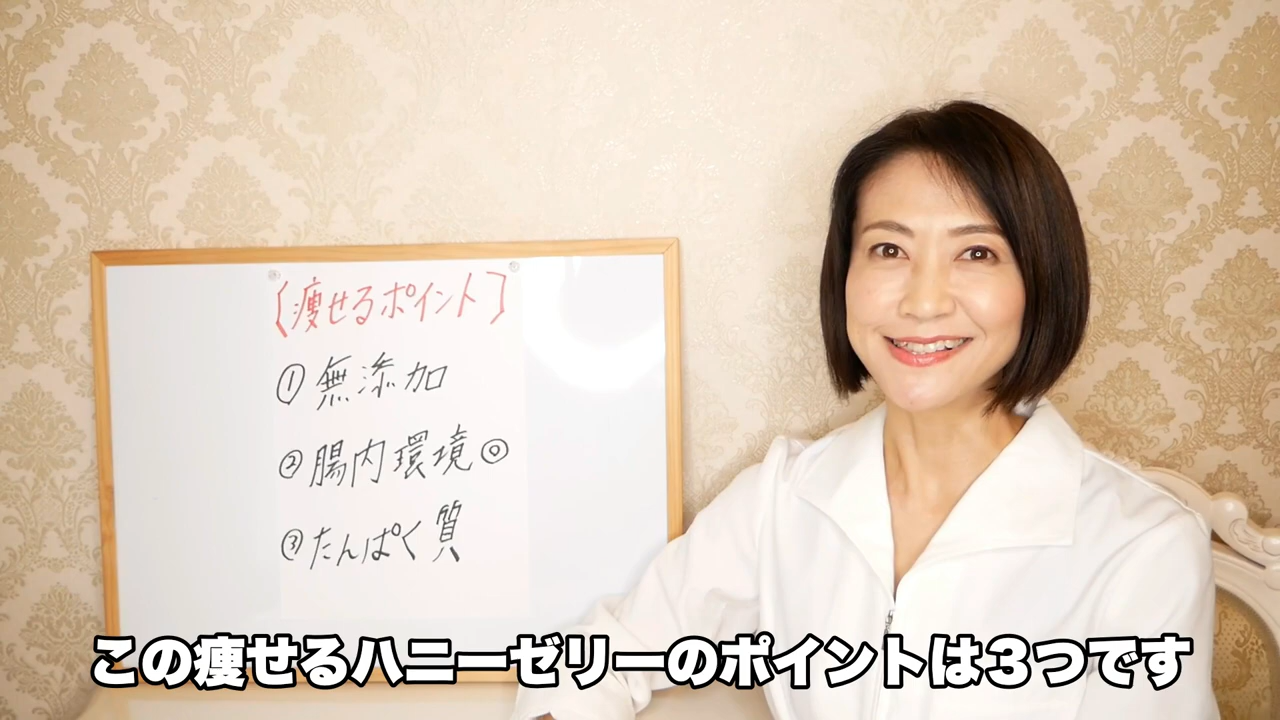 〔痩せるポイント〕
①無添加
②腸内環境◎
③たんぱく質
この痩せるハニーゼリーのポイントは3つです